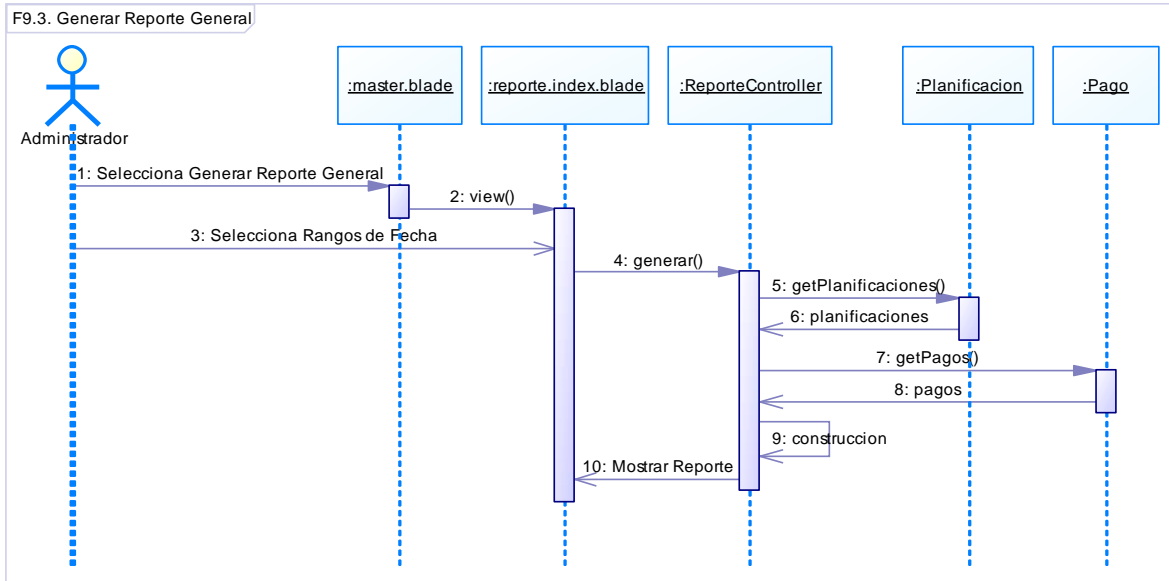 F9.3. Generar Reporte General
:master.blade
:reporte.index.blade
:ReporteController
:Planificacion
:Pago
Administrador
1: Selecciona Generar Reporte General
2: view()
3: Selecciona Rangos de Fecha
4: generar()
5: getPlanificaciones()
6: planificaciones
7: getPagos()
8: pagos
9: construccion
10: Mostrar Reporte